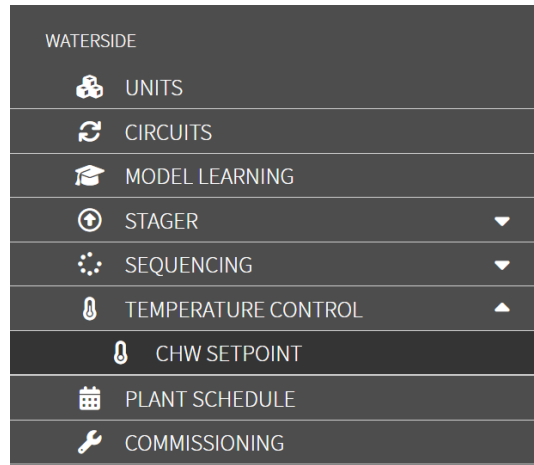 WATERSIDE
UNITS
CIRCUITS
MODEL LEARNING
STAGER
SEQUENCING
TEMPERATURE CONTROL
CHW SETPOINT
PLANT SCHEDULE
COMMISSIONING